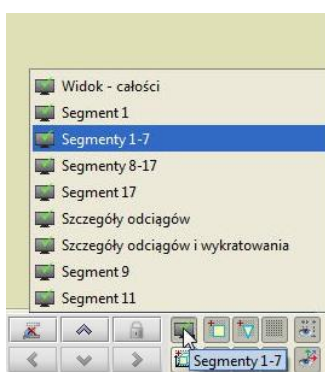 Widok - całości
Segment 1
Segmenty 1-7
Segmenty 8-17
Segment 17
Szczegóły odciągów
Szczegóły odciągów i wykratowania
Segment 9
Segment 11
Segmenty 1-7